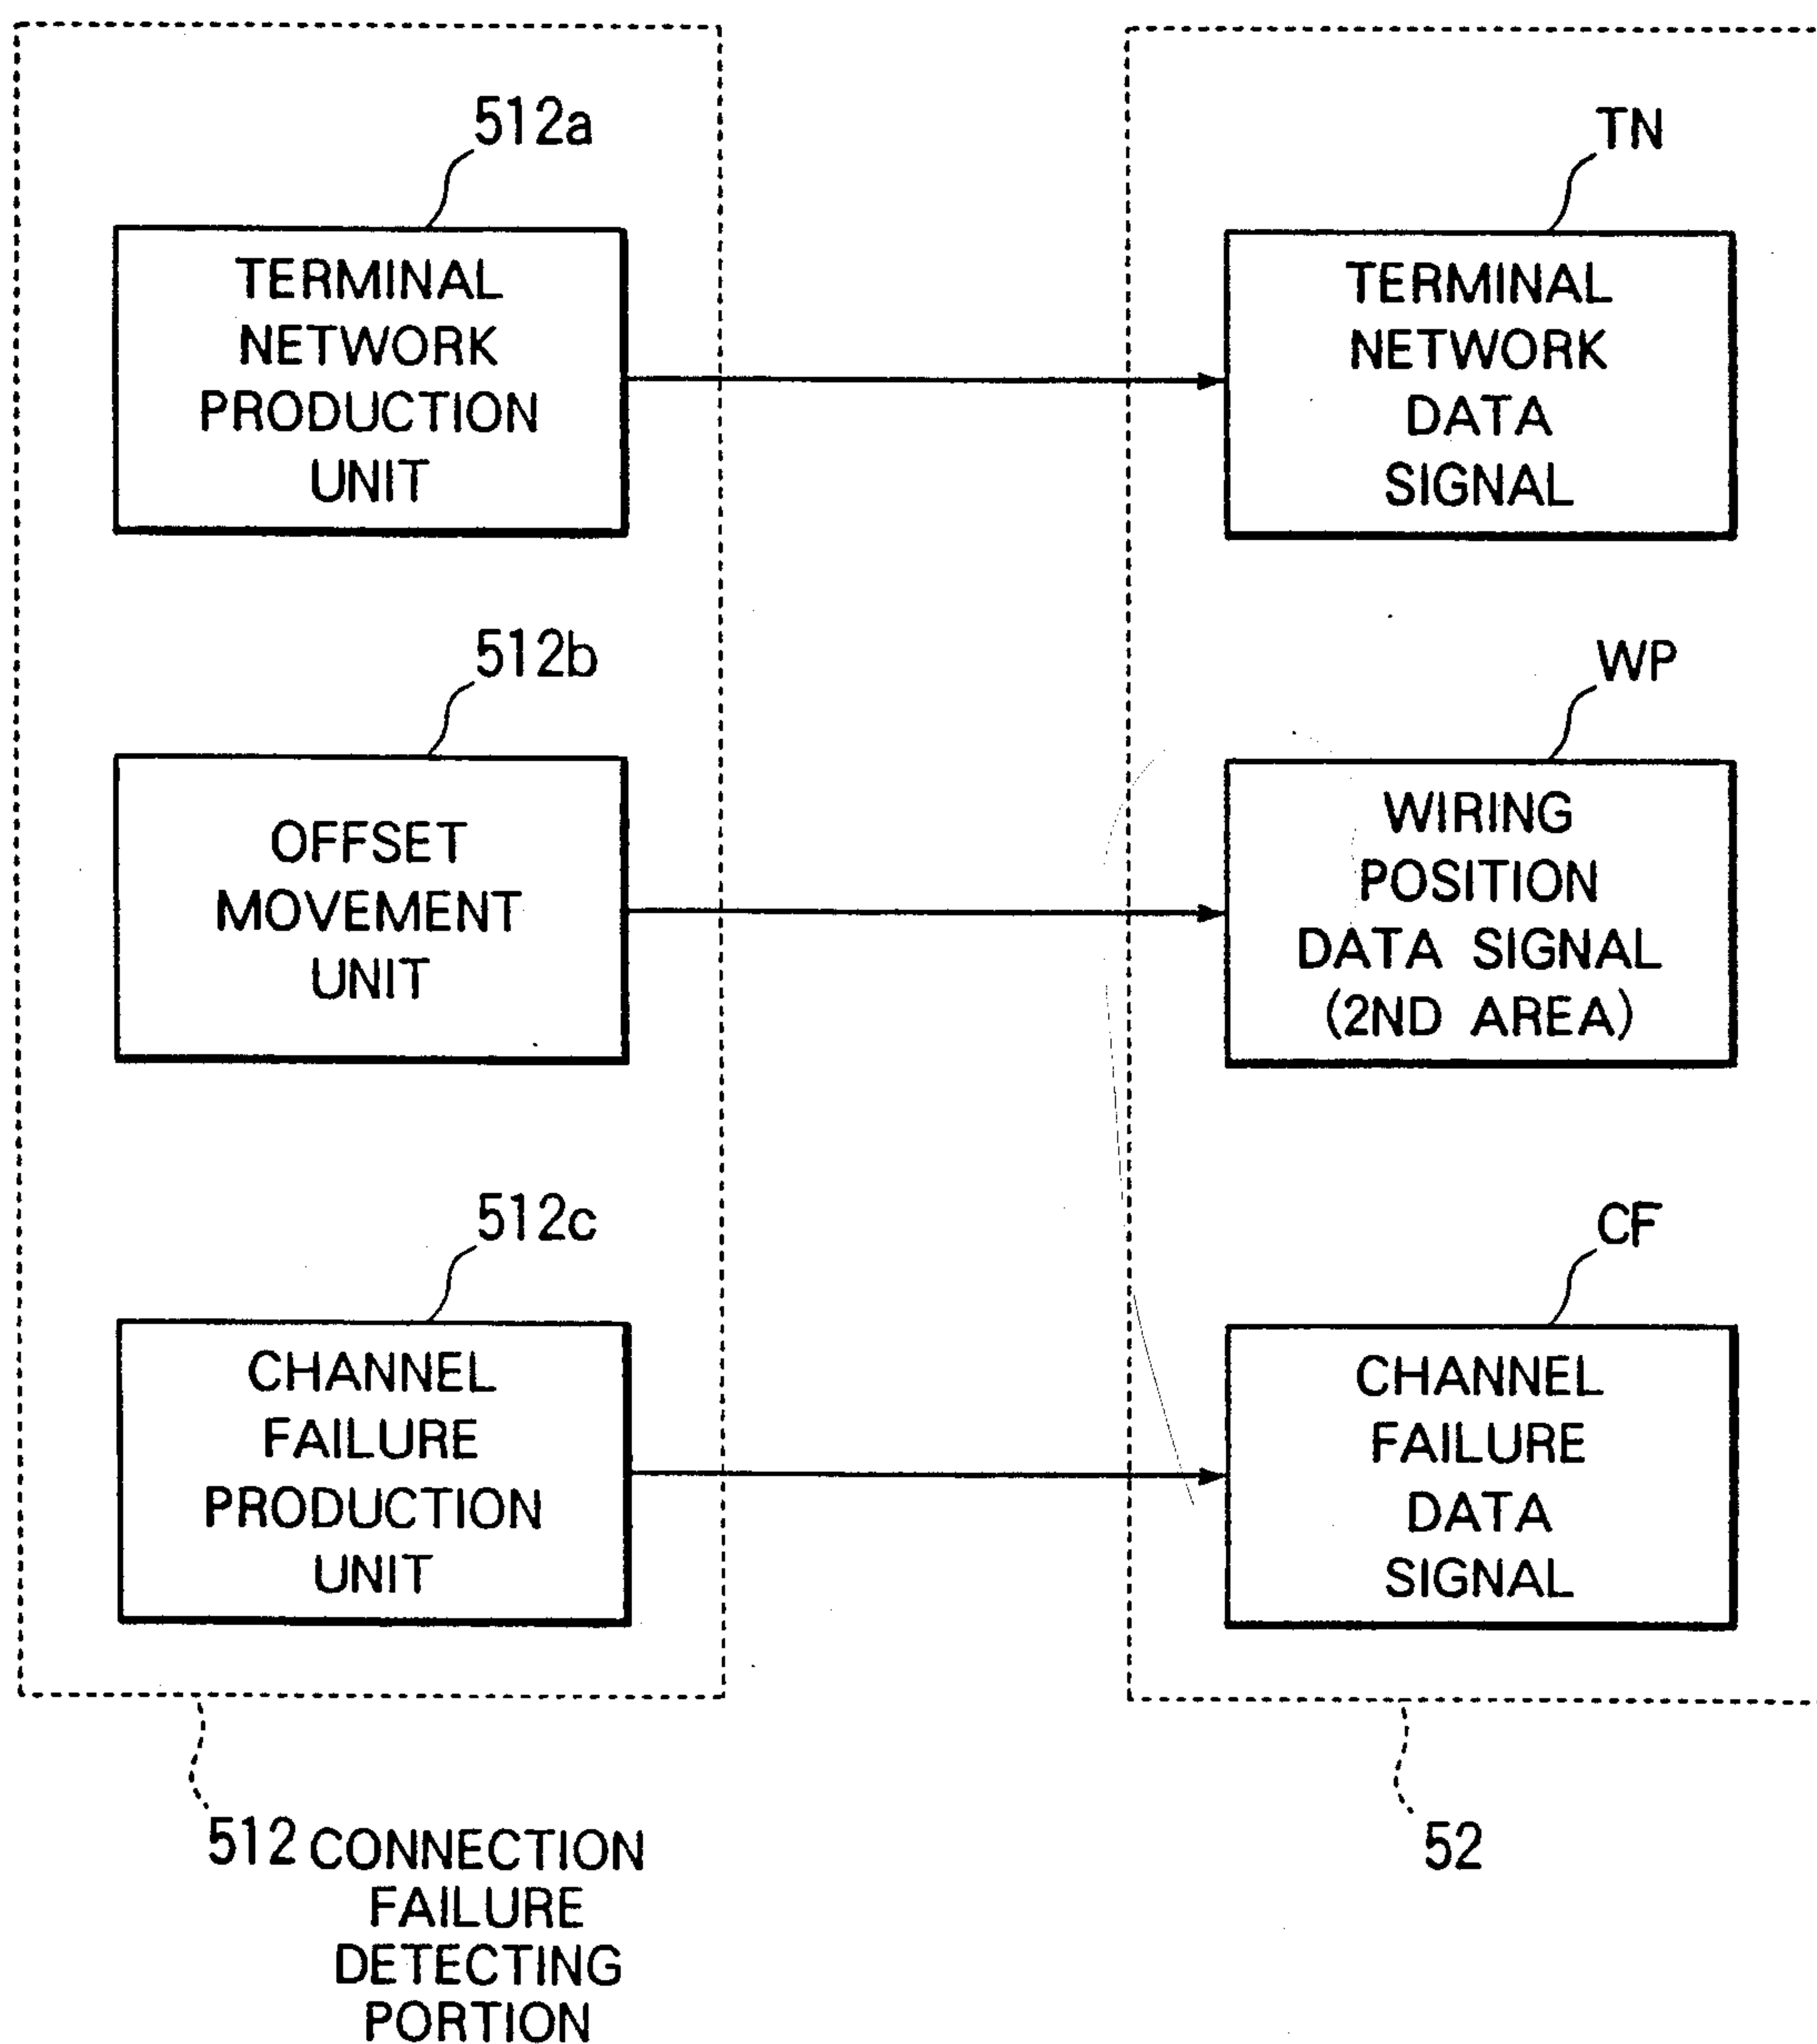 512a
TERMINAL
NETWORK
PRODUCTION
UNIT
TN
TERMINAL
NETWORK
DATA
SIGNAL
512b
OFFSET
MOVEMENT
UNIT
WP
WIRING
POSITION
DATA SIGNAL
(2ND AREA)
512c
CHANNEL
FAILURE
PRODUCTION
UNIT
CF
CHANNEL
FAILURE
DATA
SIGNAL
512 CONNECTION
FAILURE
DETECTING
PORTION
52